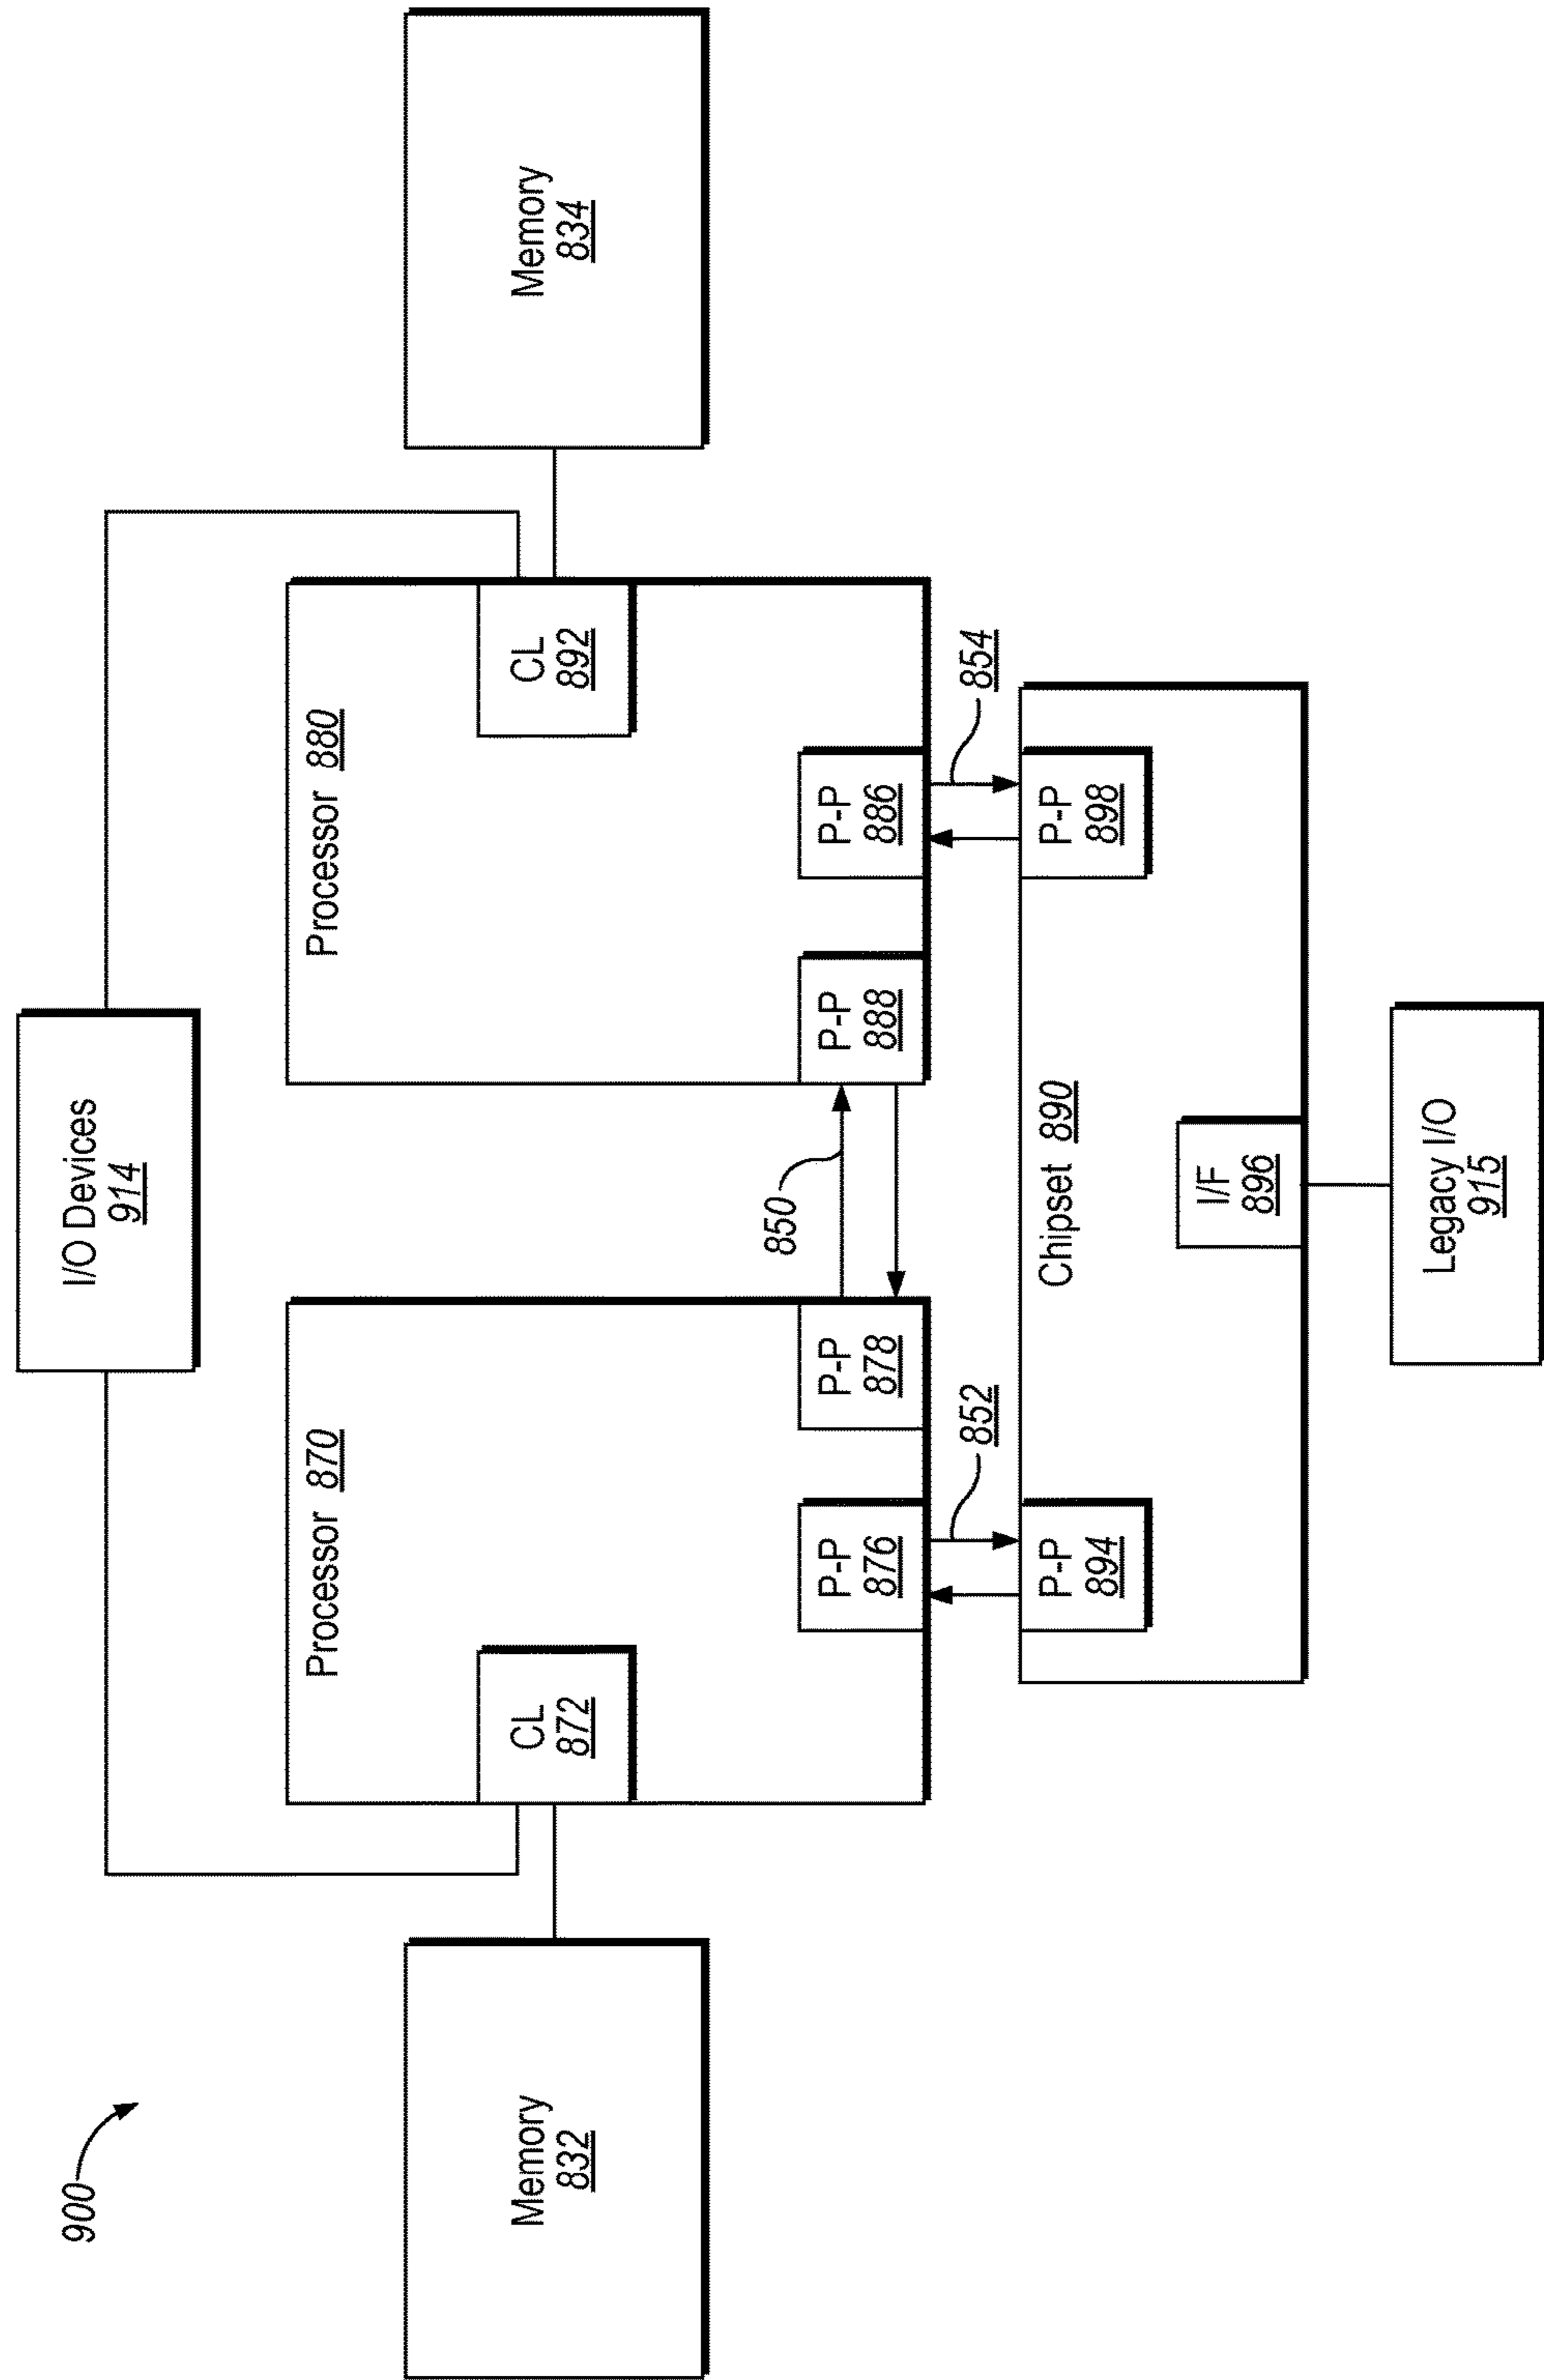 900
I/O Devices
914
Memory
832
Processor 870
CL
872
P-P
876
P-P
878
850
Processor 880
CL
892
P-P
888
P-P
886
Memory
834
852
854
Chipset 890
P-P
894
P-P
898
I/F
896
Legacy I/O
915